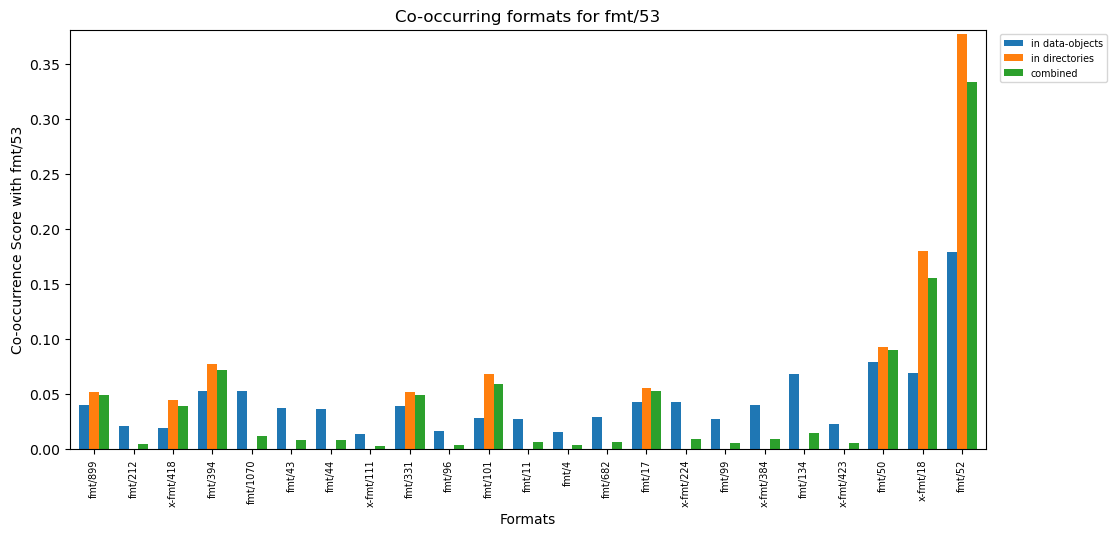 Co-occurring formats for fmt/53
in data-objects
in directories
combined
Co-occurrence Score with fmt/53
0.35
0.30
0.25
0.20
0.15
0.10
0.05
0.00
fmt/899
fmt/212
x-fmt/418
fmt/394
fmt/1070
fmt/43
fmt/44
x-fmt/111
fmt/331
fmt/96
fmt/101
fmt/11
fmt/4
fmt/682
fmt/17
x-fmt/224
fmt/99
x-fmt/384
fmt/134
x-fmt/423
fmt/50
x-fmt/18
fmt/52
Formats